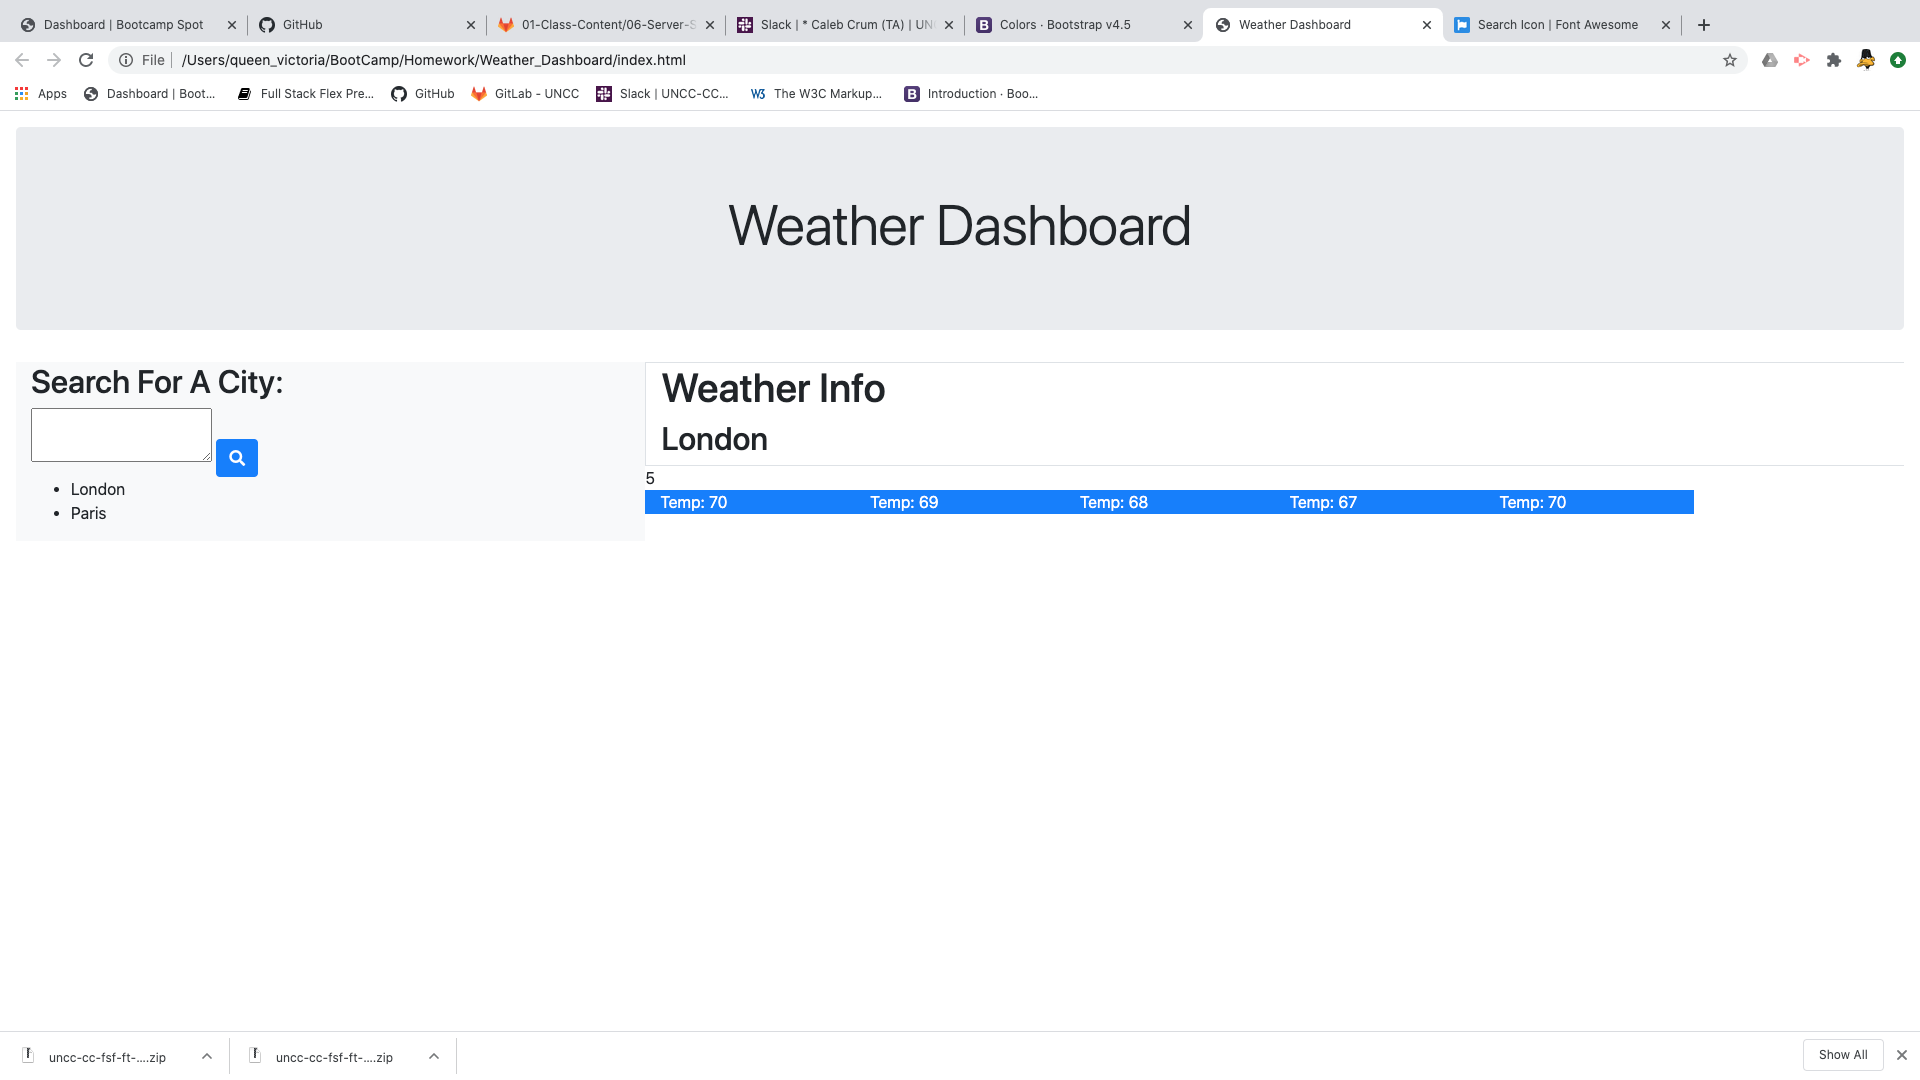 Dashboard | Bootcamp Spot
GitHub
01-Class-Content/06-Server-S
Slack | * Caleb Crum (TA) | UN
Colors · Bootstrap v4.5
Weather Dashboard
Search Icon | Font Awesome
File
/Users/queen_victoria/BootCamp/Homework/Weather_Dashboard/index.html
Apps
Dashboard | Boot...
Full Stack Flex Pre...
GitHub
GitLab - UNCC
Slack | UNCC-CC...
W3
The W3C Markup...
B
Introduction · Boo...
Weather Dashboard
Search For A City:
London
Paris
Weather Info
London
5
Temp: 70 Temp: 69 Temp: 68 Temp: 67 Temp: 70
uncc-cc-fsf-ft-....zip
uncc-cc-fsf-ft-....zip
Show All